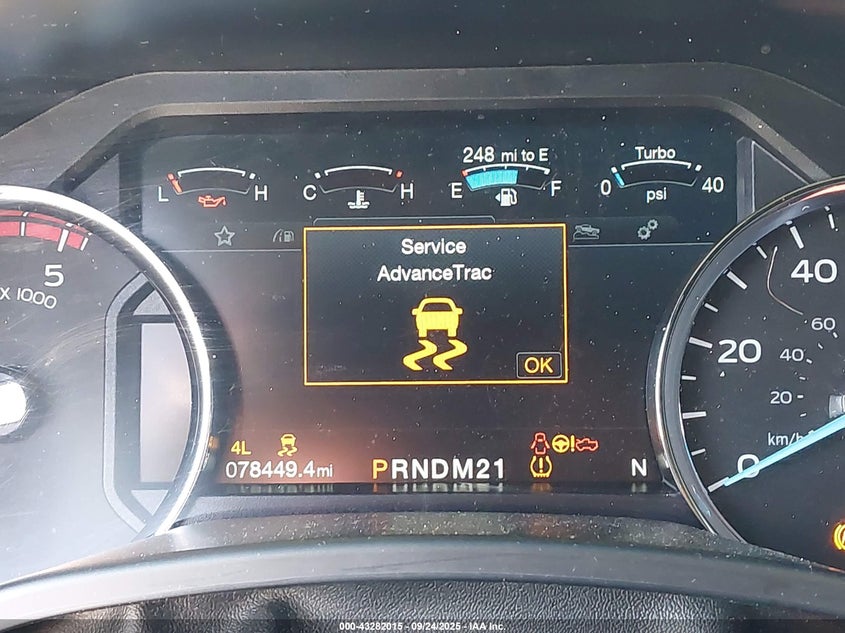 248 mi to E
Turbo
L H
C H
E F
0 40
psi
5
X 1000
Service
AdvanceTrac
OK
40
60
20
40
20
km/h
0
4L
078449.4mi
PRNDM21
N
000-43282015 - 09/24/2025 - IAA Inc.